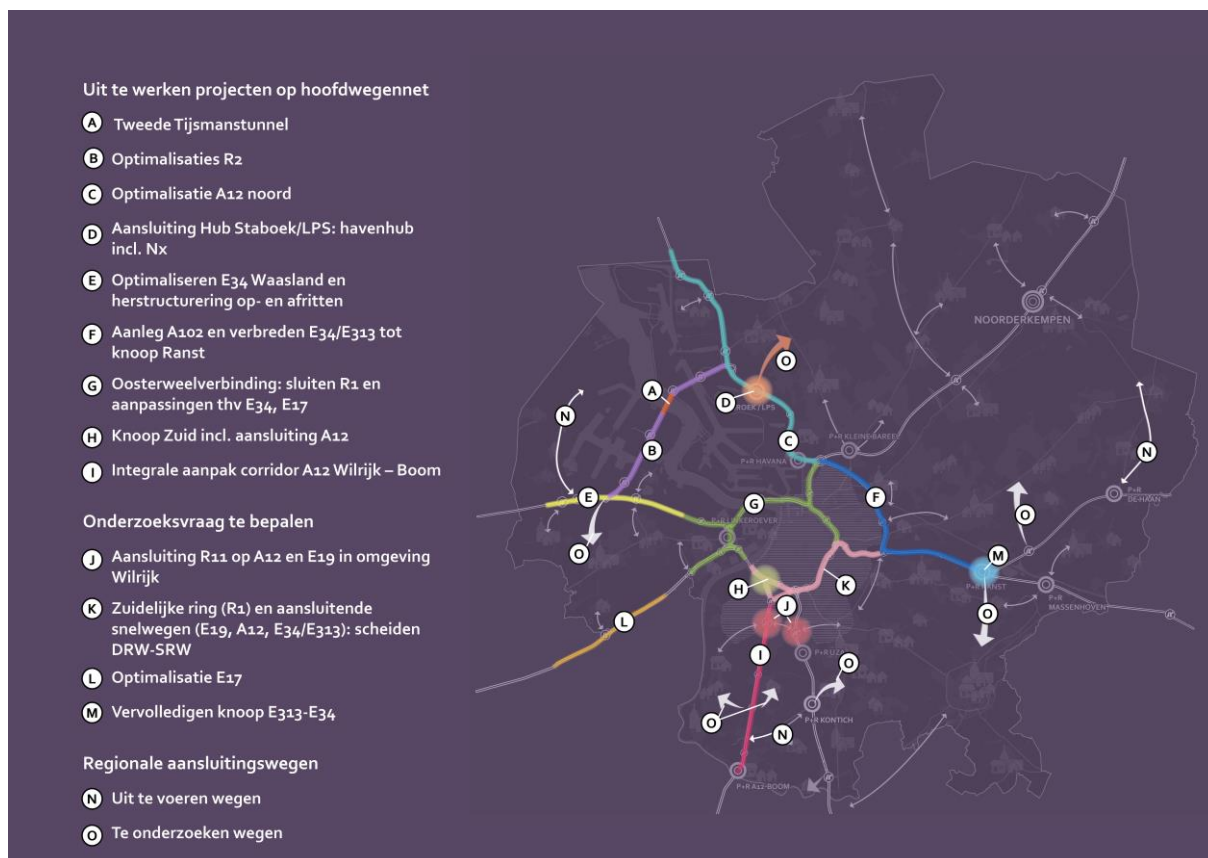 Uit te werken projecten op hoofdwegennet
A Tweede Tijsmanstunnel
B Optimalisaties R2
C Optimalisatie A12 noord
D Aansluiting Hub Staboek/LPS: havenhub
incl. Nx
E Optimaliseren E34 Waasland en
herstructurering op- en afritten
F Aanleg A102 en verbreden E34/E313 tot
knoop Ranst
G Oosterweelverbinding: sluiten R1 en
aanpassingen thv E34, E17
H Knoop Zuid incl. aansluiting A12
I Integrale aanpak corridor A12 Wilrijk – Boom
Onderzoeksvraag te bepalen
J Aansluiting R11 op A12 en E19 in omgeving
Wilrijk
K Zuidelijke ring (R1) en aansluitende
snelwegen (E19, A12, E34/E313): scheiden
DRW-SRW
L Optimalisatie E17
M Vervolledigen knoop E313-E34
Regionale aansluitingswegen
N Uit te voeren wegen
O Te onderzoeken wegen
NOORDERKEMPEN
O
A
D
N
C
P+R KLEINE BAREEL
B
P+R HAVANA
N
P+R
DE HAAN
E
F
G
O
O
M
H
K
P+R
MASSENHOVEN
J
O
L
I
O
O
P+R KONTICH
N
P+R A12-BOOM